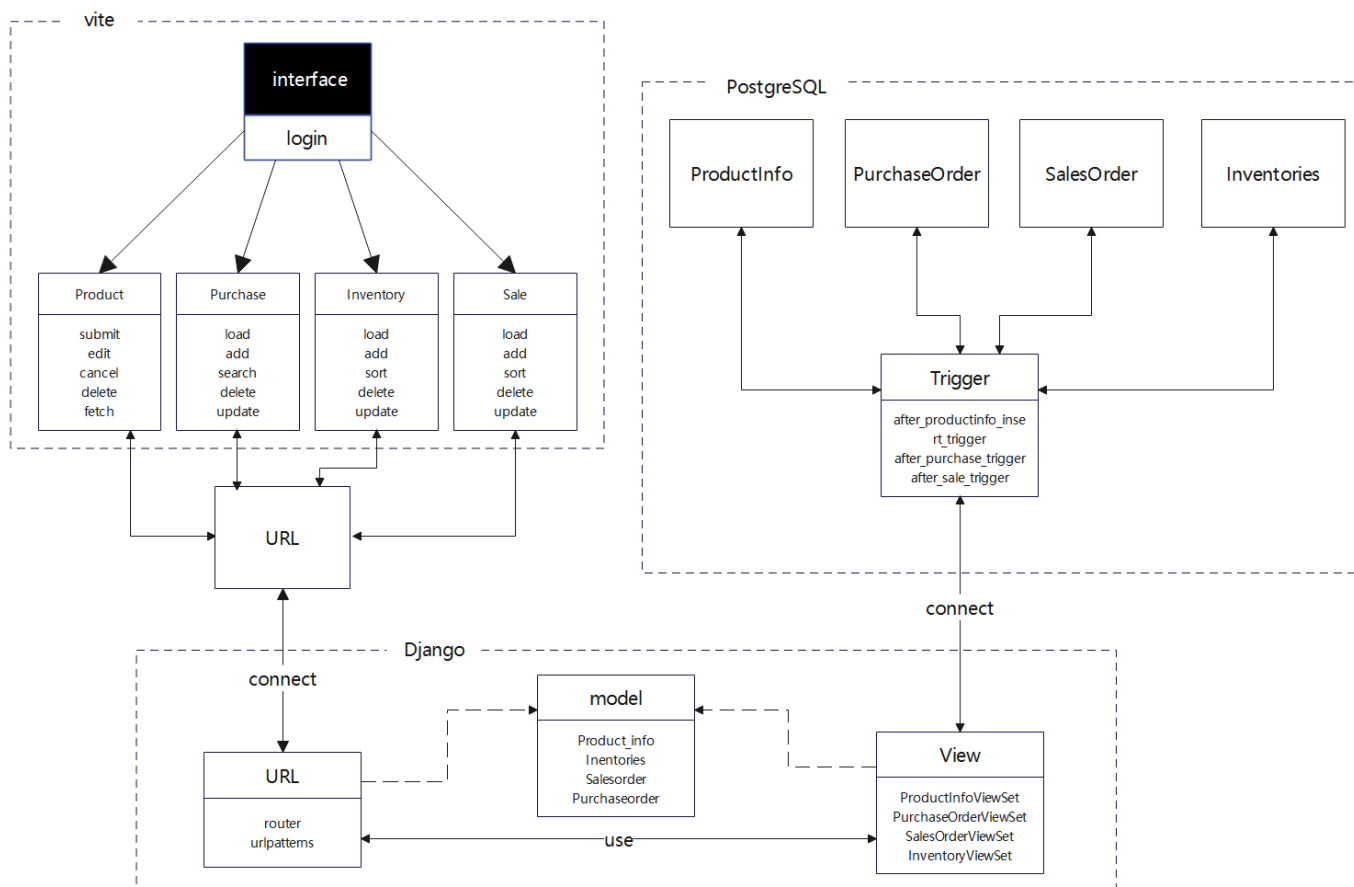 vite
interface
login
Product
submit
edit
cancel
delete
fetch
Purchase
load
add
search
delete
update
Inventory
load
add
sort
delete
update
Sale
load
add
sort
delete
update
URL
connect
PostgreSQL
ProductInfo
PurchaseOrder
SalesOrder
Inventories
Trigger
after_productinfo_inse
rt_trigger
after_purchase_trigger
after_sale_trigger
connect
Django
URL
router
urlpatterns
model
Product_info
Inentories
Salesorder
Purchaseorder
use
View
ProductInfoViewSet
PurchaseOrderViewSet
SalesOrderViewSet
InventoryViewSet